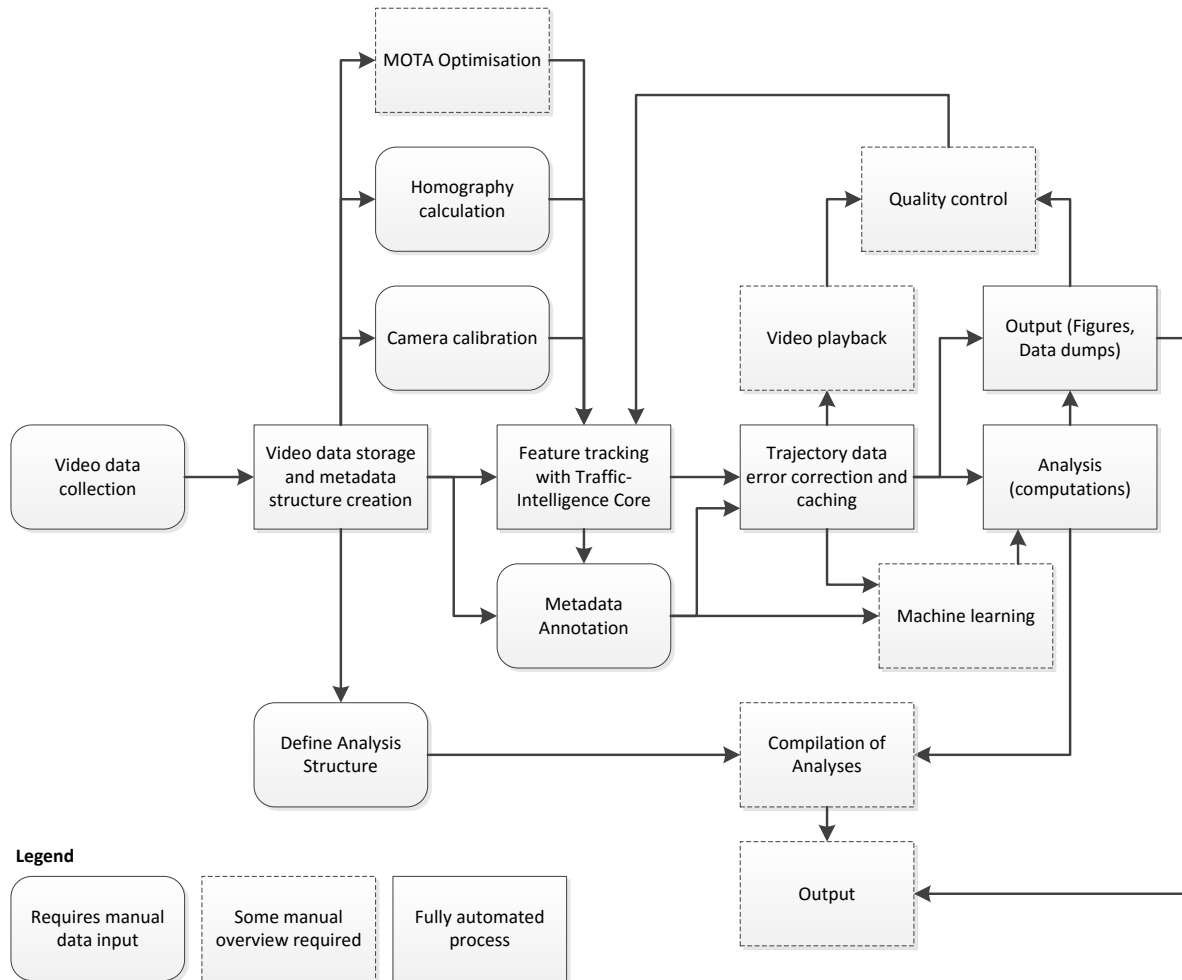 MOTA Optimisation
Homography
calculation
Quality control
Camera calibration
Video playback
Output (Figures,
Data dumps)
Video data
collection
Video data storage
and metadata
structure creation
Feature tracking
with Traffic-
Intelligence Core
Trajectory data
error correction and
caching
Analysis
(computations)
Metadata
Annotation
Machine learning
Define Analysis
Structure
Compilation of
Analyses
Output
Legend
Requires manual
data input
Some manual
overview required
Fully automated
process